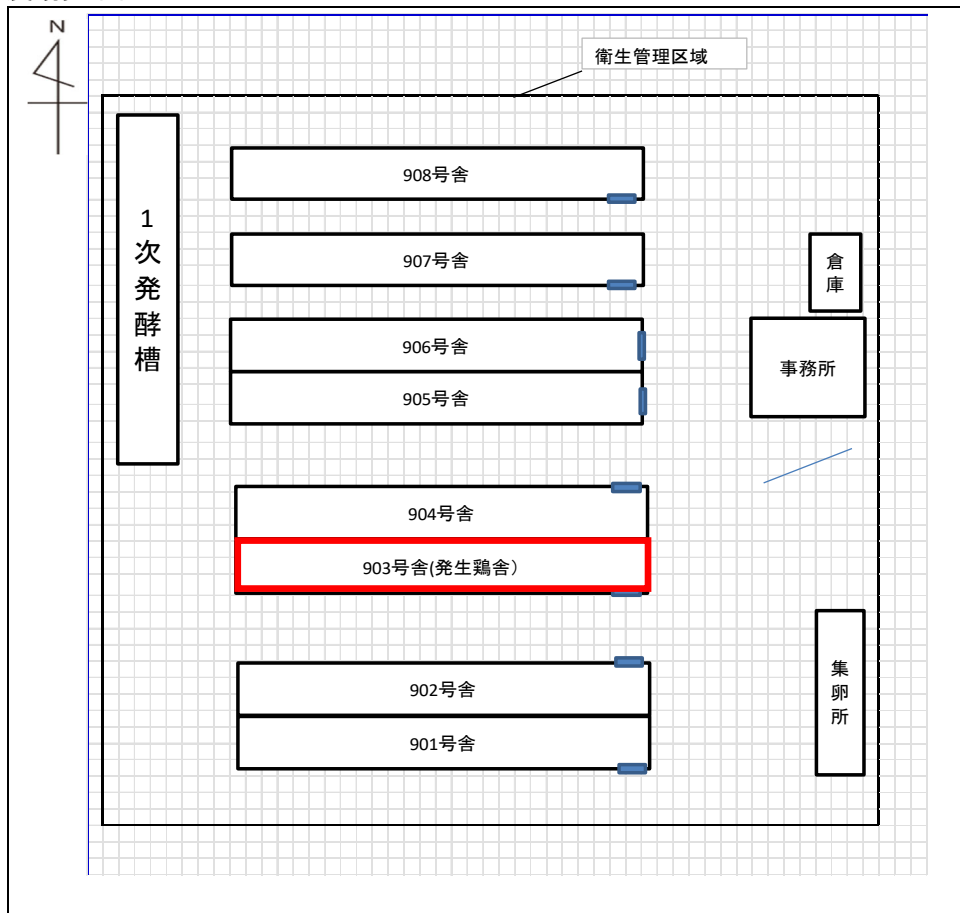 N
衛生管理区域
908号舎
1次発酵槽
907号舎
倉庫
906号舎
事務所
905号舎
904号舎
903号舎(発生鶏舎）
902号舎
集卵所
901号舎